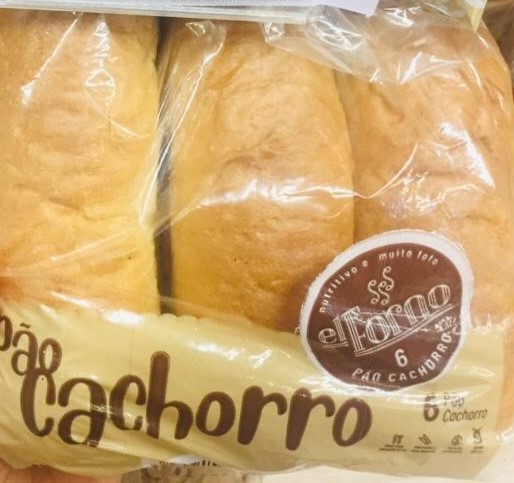 nutritivo e muito fofo
el Forno
6
PÃO CACHORRO
pão
Cachorro
6 Pão
Cachorro